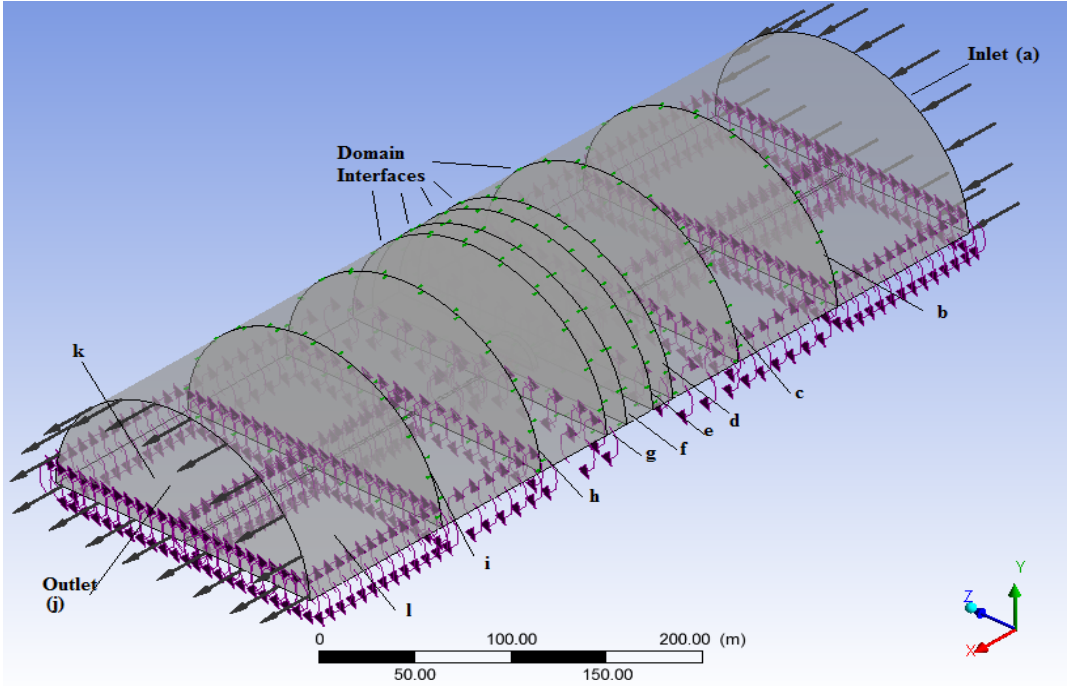 Inlet (a)
Domain
Interfaces
b
c
d
e
f
g
h
i
k
l
Outlet
(j)
Y
Z
X
0
100.00
200.00
(m)
50.00
150.00